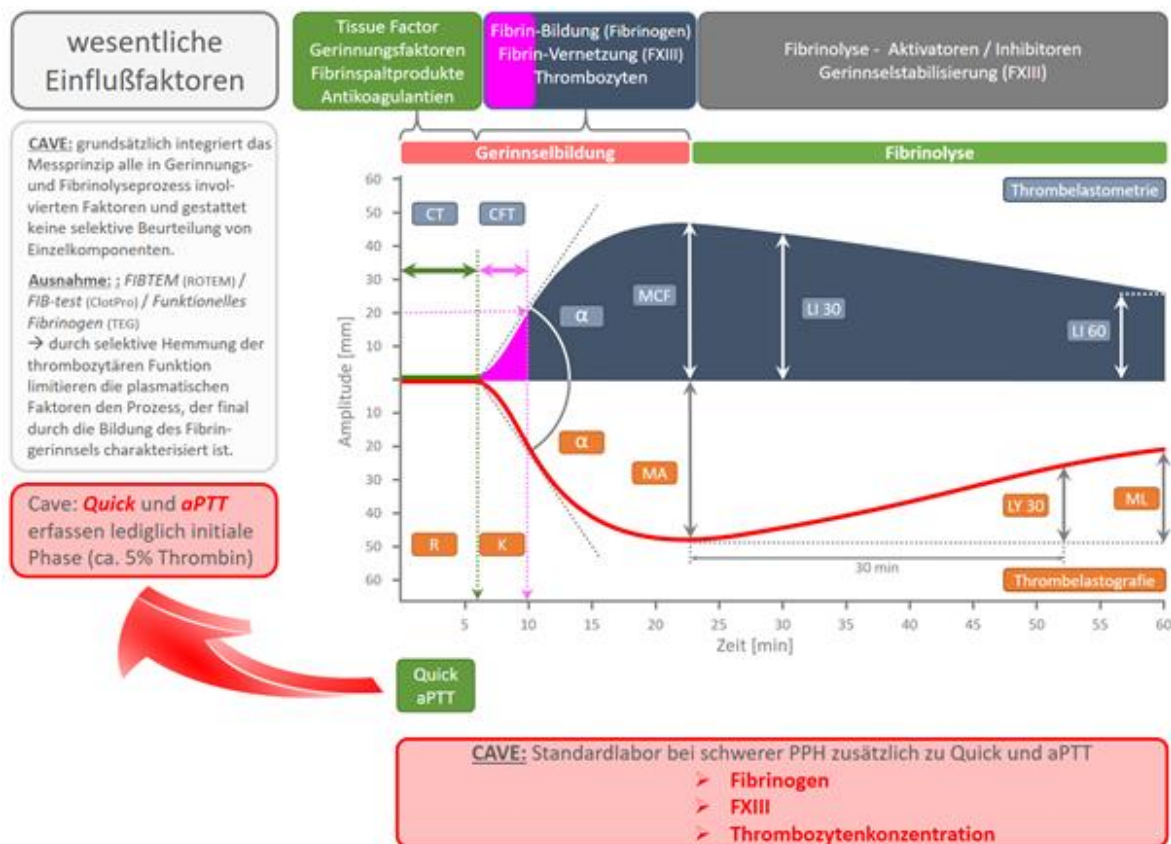 wesentliche
Einflußfaktoren
Tissue Factor
Gerinnungsfaktoren
Fibrinspaltprodukte
Antikoagulantien
Fibrin-Bildung (Fibrinogen)
Fibrin-Vernetzung (FXIII)
Thrombozyten
Fibrinolyse - Aktivatoren / Inhibitoren
Gerinnselstabilisierung (FXIII)
CAVE: grundsätzlich integriert das
Messprinzip alle in Gerinnungs-
und Fibrinolyseprozess invol-
vierten Faktoren und gestattet
keine selektive Beurteilung von
Einzelkomponenten.
Ausnahme: ; FIBTEM (ROTEM) /
FIB-test (ClotPro) / Funktionelles
Fibrinogen (TEG)
→ durch selektive Hemmung der
thrombozytären Funktion
limitieren die plasmatischen
Faktoren den Prozess, der final
durch die Bildung des Fibrin-
gerinnsels charakterisiert ist.
Cave: Quick und aPTT
erfassen lediglich initiale
Phase (ca. 5% Thrombin)
Gerinnselbildung
Fibrinolyse
Thrombelastometrie
Amplitude [mm]
60
50
40
30
20
10
10
20
30
40
50
60
CT
CFT
α
MCF
LI 30
LI 60
α
MA
LY 30
ML
R
K
30 min
Thrombelastografie
5
10
15
20
25
30
35
40
45
50
55
60
Zeit [min]
Quick
aPTT
CAVE: Standardlabor bei schwerer PPH zusätzlich zu Quick und aPTT
➢ Fibrinogen
➢ FXIII
➢ Thrombozytenkonzentration